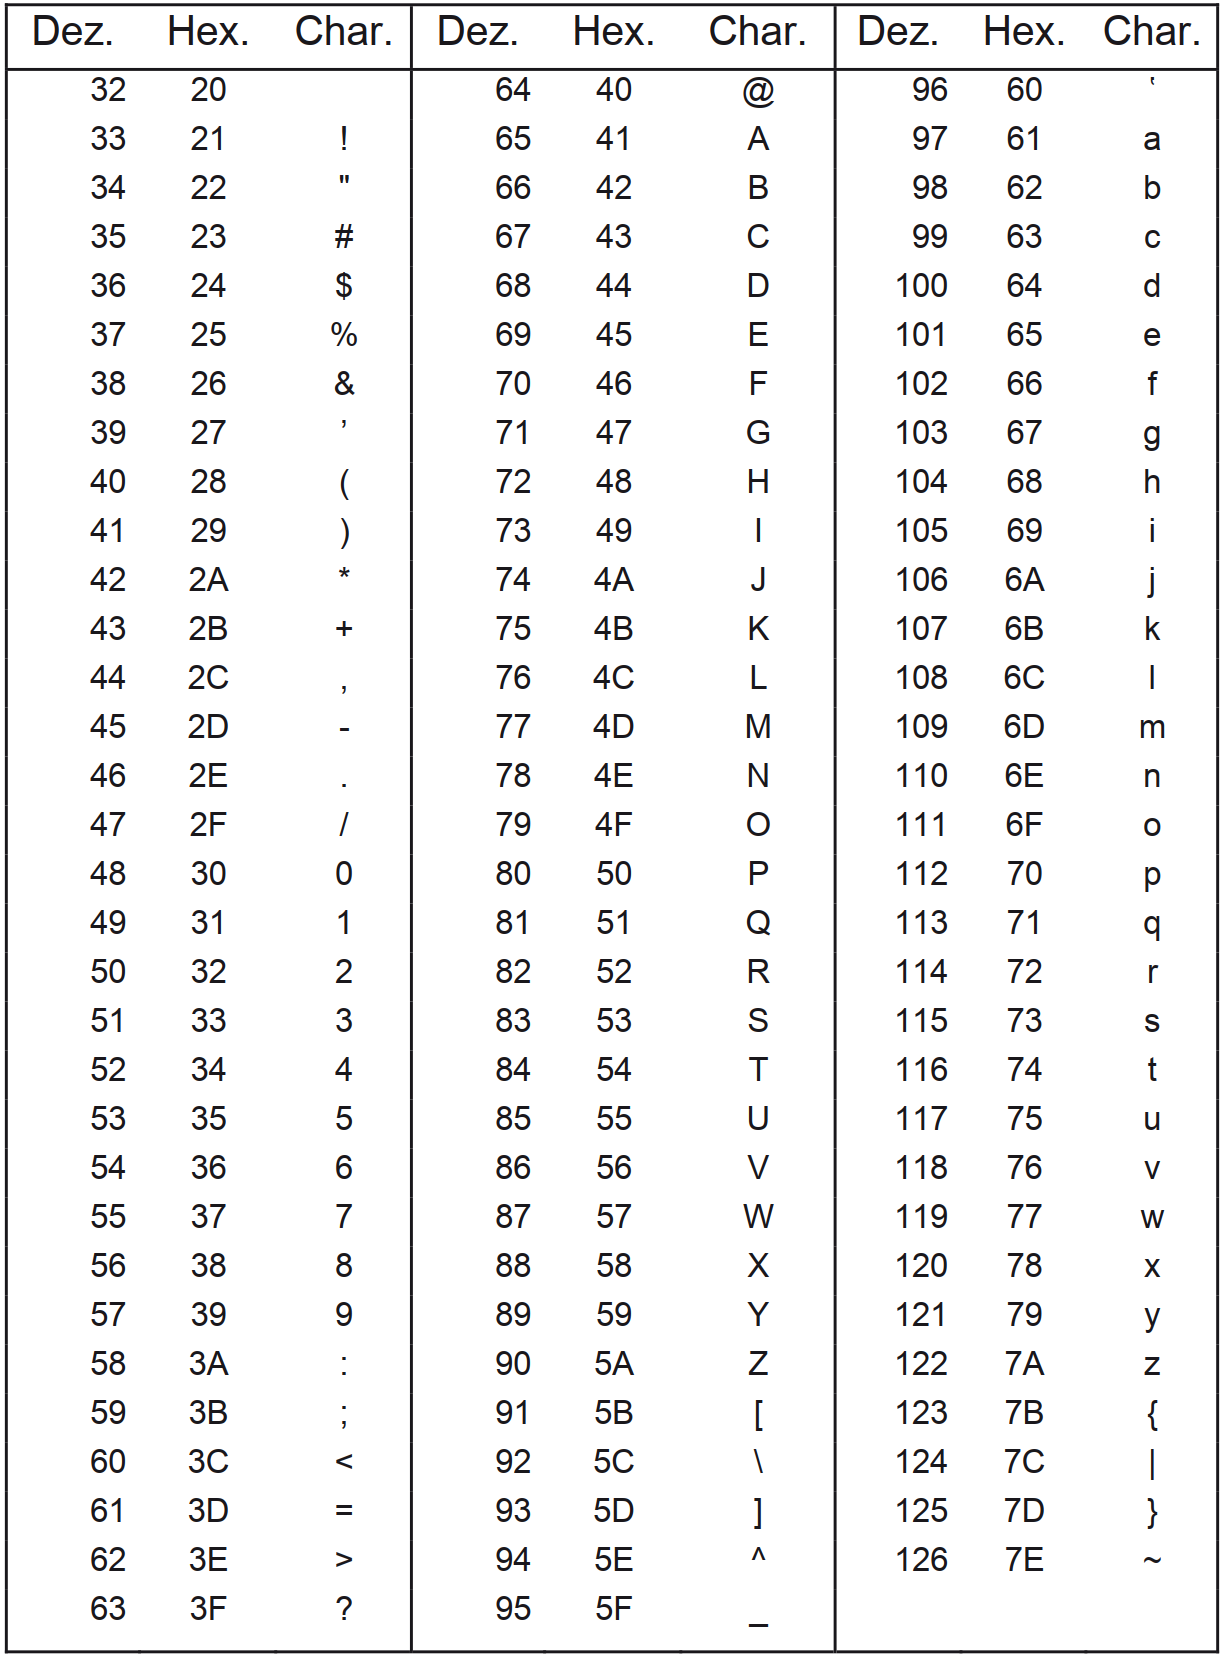 Dez. Hex. Char. Dez. Hex. Char. Dez. Hex. Char.
32 20 64 40 @ 96 60 ‛
33 21 ! 65 41 A 97 61 a
34 22 " 66 42 B 98 62 b
35 23 # 67 43 C 99 63 c
36 24 $ 68 44 D 100 64 d
37 25 % 69 45 E 101 65 e
38 26 & 70 46 F 102 66 f
39 27 ’ 71 47 G 103 67 g
40 28 ( 72 48 H 104 68 h
41 29 ) 73 49 I 105 69 i
42 2A * 74 4A J 106 6A j
43 2B + 75 4B K 107 6B k
44 2C , 76 4C L 108 6C l
45 2D - 77 4D M 109 6D m
46 2E . 78 4E N 110 6E n
47 2F / 79 4F O 111 6F o
48 30 0 80 50 P 112 70 p
49 31 1 81 51 Q 113 71 q
50 32 2 82 52 R 114 72 r
51 33 3 83 53 S 115 73 s
52 34 4 84 54 T 116 74 t
53 35 5 85 55 U 117 75 u
54 36 6 86 56 V 118 76 v
55 37 7 87 57 W 119 77 w
56 38 8 88 58 X 120 78 x
57 39 9 89 59 Y 121 79 y
58 3A : 90 5A Z 122 7A z
59 3B ; 91 5B [ 123 7B {
60 3C < 92 5C \ 124 7C |
61 3D = 93 5D ] 125 7D }
62 3E > 94 5E ^ 126 7E ~
63 3F ? 95 5F _